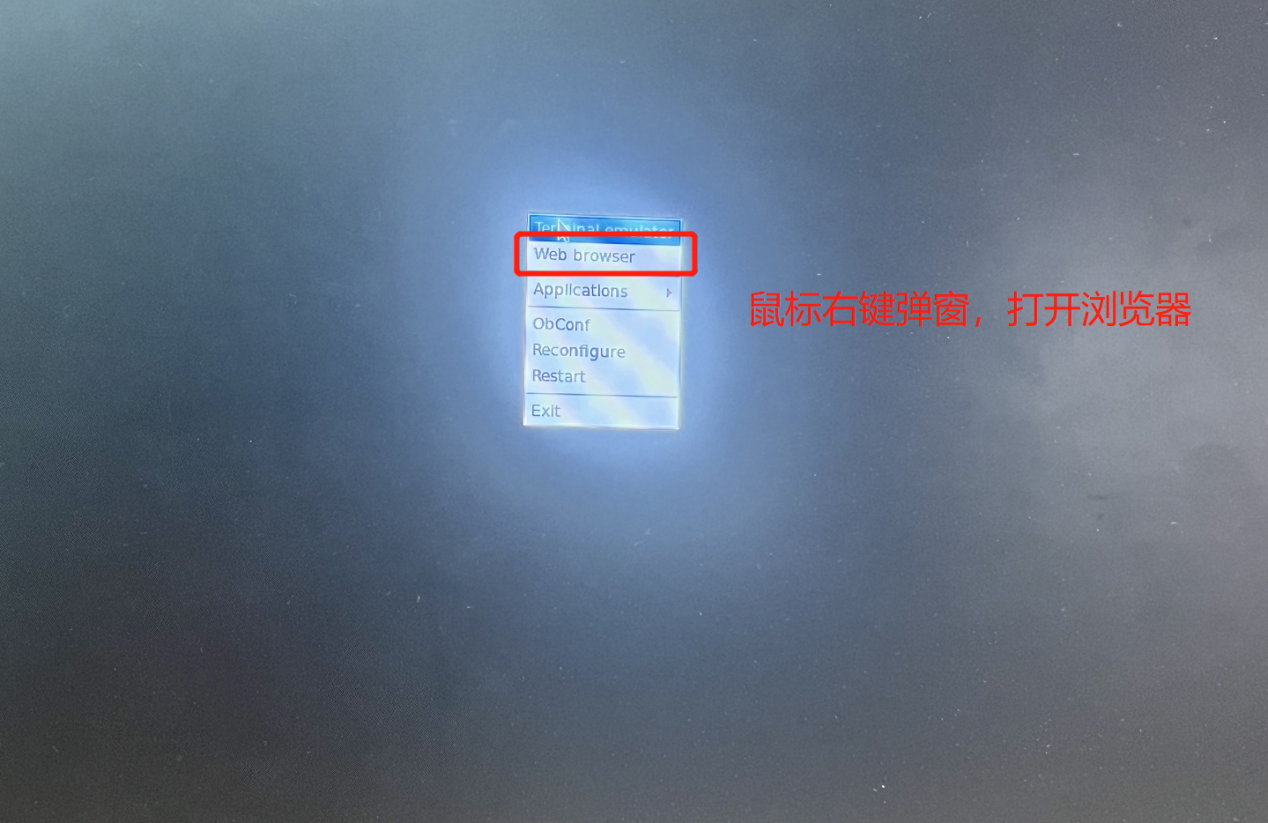 Terminal emulator
Web browser
Applications
鼠标右键弹窗，打开浏览器
ObConf
Reconfigure
Restart
Exit